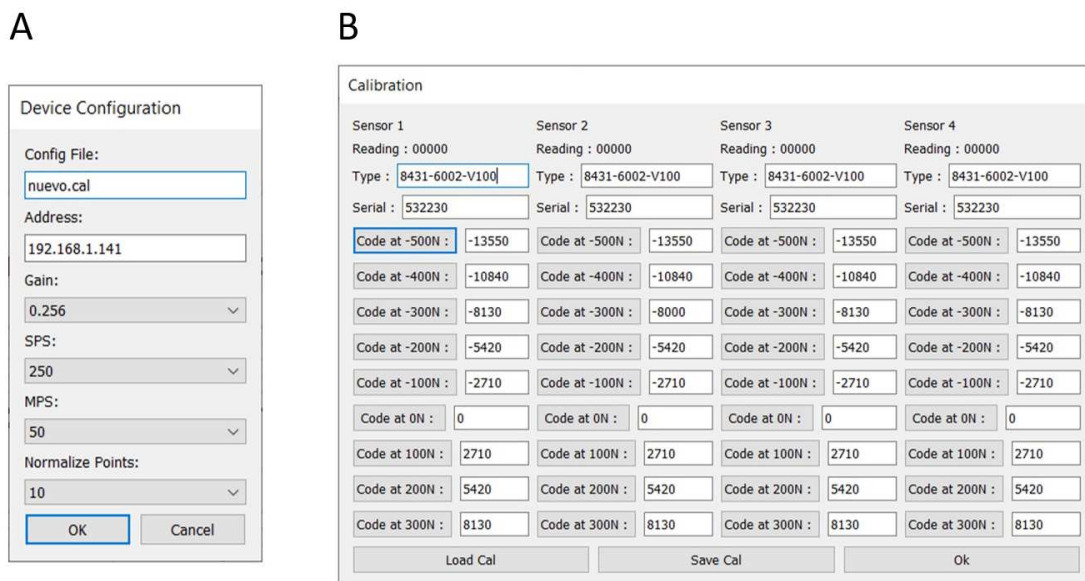 A
B
Device Configuration
Config File:
nuevo.cal
Address:
192.168.1.141
Gain:
0.256
SPS:
250
MPS:
50
Normalize Points:
10
OK Cancel
Calibration
Sensor 1 Sensor 2 Sensor 3 Sensor 4
Reading : 00000 Reading : 00000 Reading : 00000 Reading : 00000
Type : 8431-6002-V100 Type : 8431-6002-V100 Type : 8431-6002-V100 Type : 8431-6002-V100
Serial : 532230 Serial : 532230 Serial : 532230 Serial : 532230
Code at -500N : -13550 Code at -500N : -13550 Code at -500N : -13550 Code at -500N : -13550
Code at -400N : -10840 Code at -400N : -10840 Code at -400N : -10840 Code at -400N : -10840
Code at -300N : -8130 Code at -300N : -8000 Code at -300N : -8130 Code at -300N : -8130
Code at -200N : -5420 Code at -200N : -5420 Code at -200N : -5420 Code at -200N : -5420
Code at -100N : -2710 Code at -100N : -2710 Code at -100N : -2710 Code at -100N : -2710
Code at 0N : 0 Code at 0N : 0 Code at 0N : 0 Code at 0N : 0
Code at 100N : 2710 Code at 100N : 2710 Code at 100N : 2710 Code at 100N : 2710
Code at 200N : 5420 Code at 200N : 5420 Code at 200N : 5420 Code at 200N : 5420
Code at 300N : 8130 Code at 300N : 8130 Code at 300N : 8130 Code at 300N : 8130
Load Cal Save Cal Ok